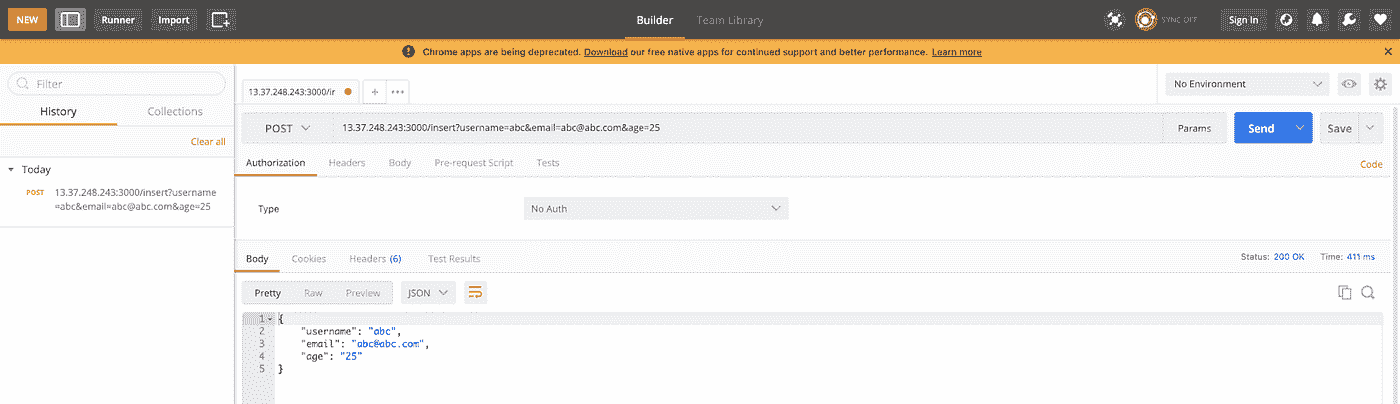 NEW Runner Import Builder Team Library SYNC OFF Sign In
Chrome apps are being deprecated. Download our free native apps for continued support and better performance. Learn more
Filter
History Collections
Clear all
Today
POST 13.37.248.243:3000/insert?username
=abc&email=abc@abc.com&age=25
13.37.248.243:3000/ir
No Environment
POST 13.37.248.243:3000/insert?username=abc&email=abc@abc.com&age=25 Params Send Save
Authorization Headers Body Pre-request Script Tests Code
Type No Auth
Body Cookies Headers (6) Test Results Status: 200 OK Time: 411 ms
Pretty Raw Preview JSON
1 {
2 "username": "abc",
3 "email": "abc@abc.com",
4 "age": "25"
5 }